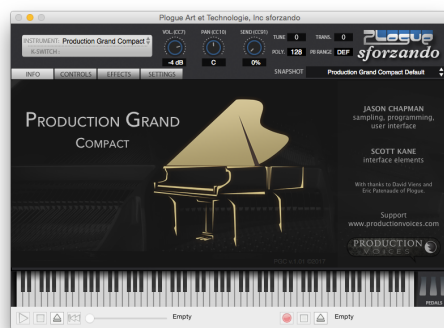 Plogue Art et Technologie, Inc sforzando
INSTRUMENT: Production Grand Compact
K-SWITCH:
VOL. (CC7)
PAN (CC10)
SEND (CC91)
-4 dB
C
0%
TUNE 0
TRANS. 0
POLY. 128
PB RANGE DEF
PLOGUE
sforzando
INFO
CONTROLS
EFFECTS
SETTINGS
SNAPSHOT
Production Grand Compact Default
PRODUCTION GRAND
COMPACT
JASON CHAPMAN
sampling, programming,
user interface
SCOTT KANE
interface elements
With thanks to David Viens and
Eric Patenaude of Plogue.
Support
www.productionvoices.com
PRODUCTION
VOICES
PEDALS
Empty
Empty